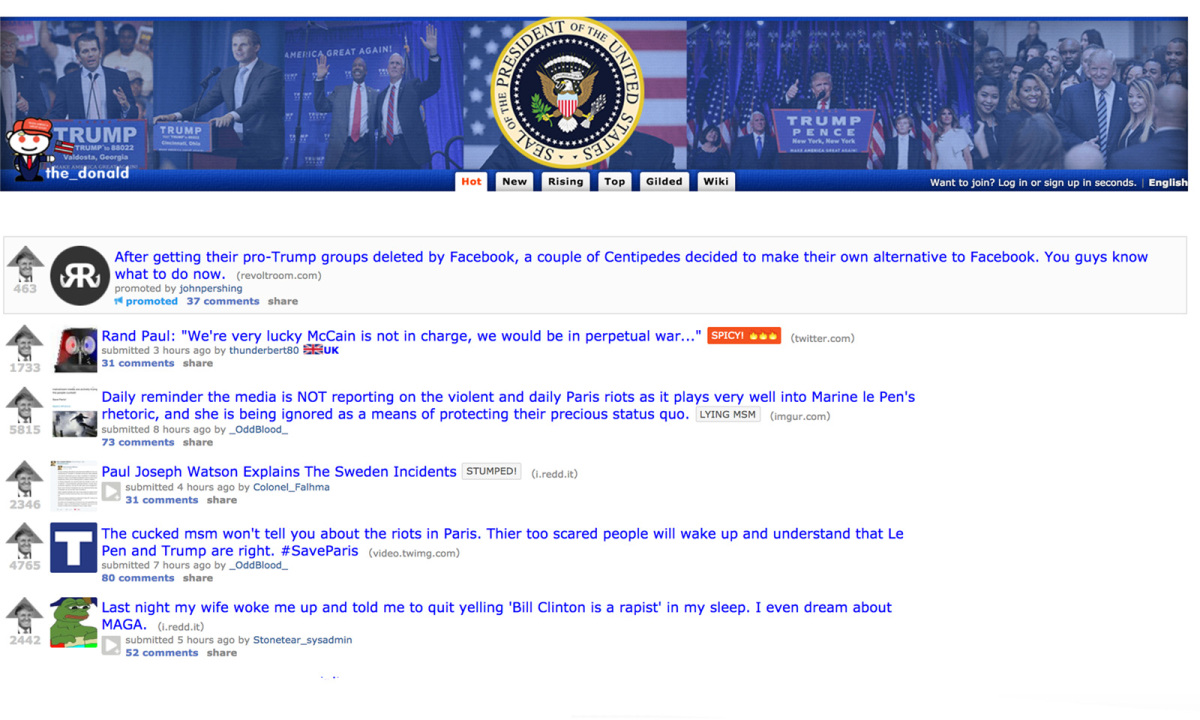 AMERICA GREAT AGAIN!
SEAL OF THE PRESIDENT OF THE UNITED STATES
TRUMP
TRUMP
TRUMP
"TRUMP" to 88022
PENCE
Valdosta, Georgia
Cincinnati, Ohio
New York, New York
MAKE AMERICA GREAT AGAIN!
the_donald
Hot New Rising Top Gilded Wiki
Want to join? Log in or sign up in seconds. | English
After getting their pro-Trump groups deleted by Facebook, a couple of Centipedes decided to make their own alternative to Facebook. You guys know
463 what to do now. (revoltroom.com)
promoted by johnpershing
promoted 37 comments share
Rand Paul: "We're very lucky McCain is not in charge, we would be in perpetual war..." SPICY! 🔥🔥🔥 (twitter.com)
submitted 3 hours ago by thunderbert80 🇬🇧UK
1733 31 comments share
Daily reminder the media is NOT reporting on the violent and daily Paris riots as it plays very well into Marine le Pen's
rhetoric, and she is being ignored as a means of protecting their precious status quo. LYING MSM (imgur.com)
5815 submitted 8 hours ago by _OddBlood_
73 comments share
Paul Joseph Watson Explains The Sweden Incidents STUMPED! (i.redd.it)
submitted 4 hours ago by Colonel_Falhma
2346 31 comments share
The cucked msm won't tell you about the riots in Paris. Thier too scared people will wake up and understand that Le
T Pen and Trump are right. #SaveParis (video.twimg.com)
4765 submitted 7 hours ago by _OddBlood_
80 comments share
Last night my wife woke me up and told me to quit yelling 'Bill Clinton is a rapist' in my sleep. I even dream about
MAGA. (i.redd.it)
2442 submitted 5 hours ago by Stonetear_sysadmin
52 comments share